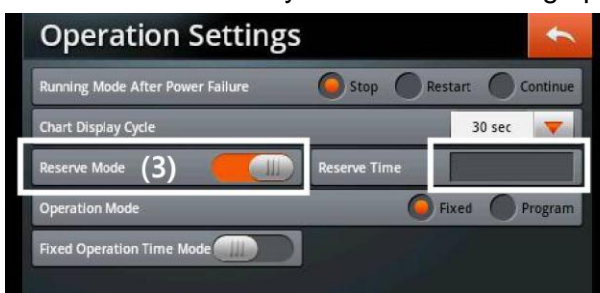 Operation Settings
Running Mode After Power Failure Stop Restart Continue
Chart Display Cycle 30 sec
Reserve Mode (3) Reserve Time
Operation Mode Fixed Program
Fixed Operation Time Mode